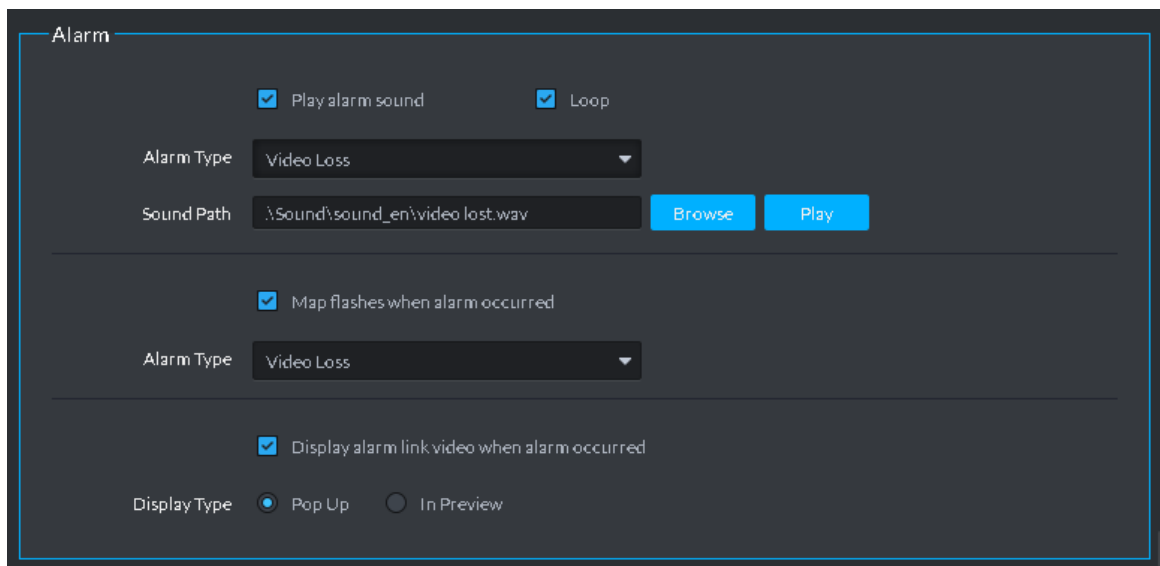 Alarm
Play alarm sound Loop
Alarm Type Video Loss
Sound Path .\Sound\sound_en\video lost.wav Browse Play
Map flashes when alarm occurred
Alarm Type Video Loss
Display alarm link video when alarm occurred
Display Type Pop Up In Preview